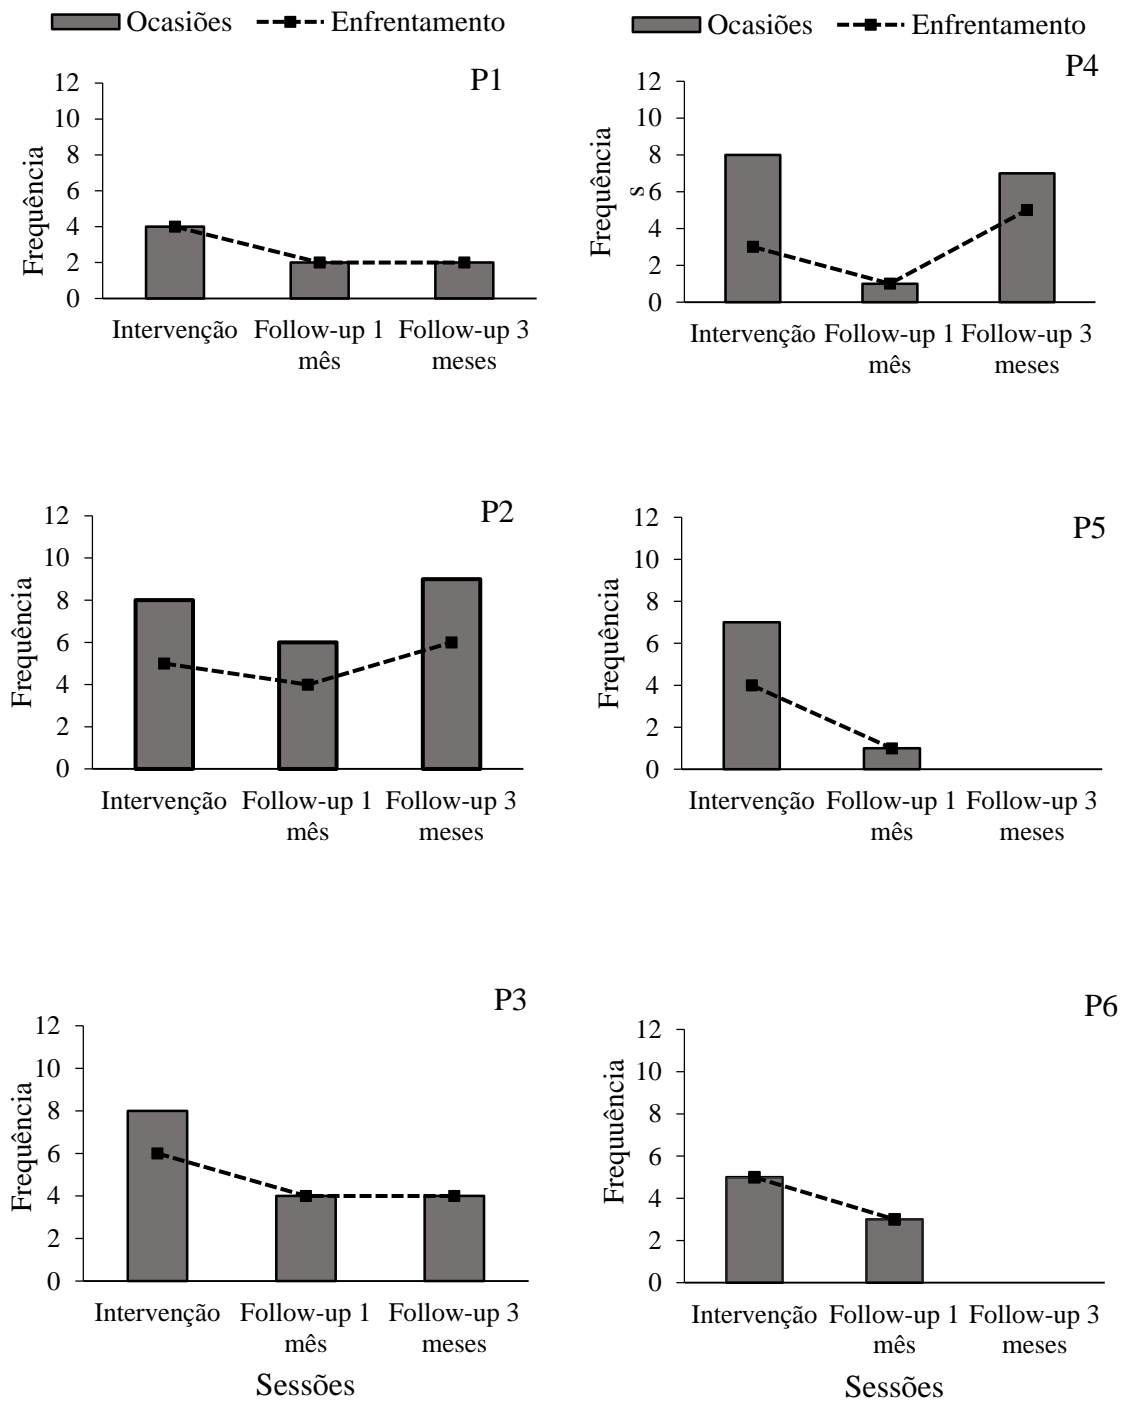 Ocasiões Enfrentamento
P1
Frequência
12
10
8
6
4
2
0
Intervenção Follow-up 1 Follow-up 3
mês meses
Ocasiões Enfrentamento
P4
Frequência
s
12
10
8
6
4
2
0
Intervenção Follow-up 1 Follow-up 3
mês meses
P2
Frequência
12
10
8
6
4
2
0
Intervenção Follow-up 1 Follow-up 3
mês meses
P5
Frequência
12
10
8
6
4
2
0
Intervenção Follow-up 1 Follow-up 3
mês meses
P3
Frequência
12
10
8
6
4
2
0
Intervenção Follow-up 1 Follow-up 3
mês meses
Sessões
P6
Frequuência
12
10
8
6
4
2
0
Intervenção Follow-up 1 Follow-up 3
mês meses
Sessões